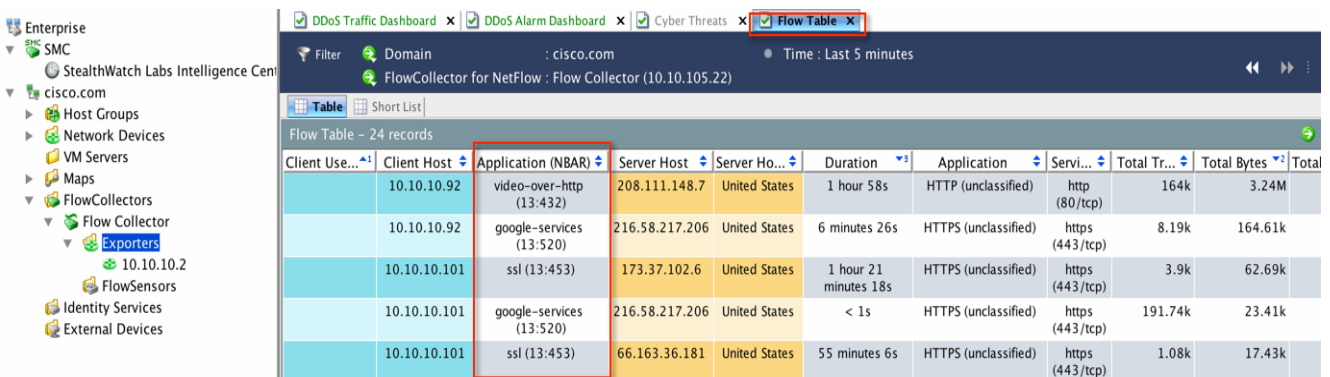 Enterprise
SMC
SMC
StealthWatch Labs Intelligence Cent
cisco.com
Host Groups
Network Devices
VM Servers
Maps
FlowCollectors
Flow Collector
Exporters
10.10.10.2
FlowSensors
Identity Services
External Devices
DDoS Traffic Dashboard x DDoS Alarm Dashboard x Cyber Threats x Flow Table x
Filter Domain : cisco.com Time : Last 5 minutes
FlowCollector for NetFlow : Flow Collector (10.10.105.22)
Table Short List
Flow Table – 24 records
Client Use... 1 Client Host Application (NBAR) Server Host Server Ho... Duration 3 Application Servi... Total Tr... Total Bytes 2 Total
10.10.10.92 video-over-http 208.111.148.7 United States 1 hour 58s HTTP (unclassified) http 164k 3.24M
(13:432) (80/tcp)
10.10.10.92 google-services 216.58.217.206 United States 6 minutes 26s HTTPS (unclassified) https 8.19k 164.61k
(13:520) (443/tcp)
10.10.10.101 ssl (13:453) 173.37.102.6 United States 1 hour 21 HTTPS (unclassified) https 3.9k 62.69k
minutes 18s (443/tcp)
10.10.10.101 google-services 216.58.217.206 United States < 1s HTTPS (unclassified) https 191.74k 23.41k
(13:520) (443/tcp)
10.10.10.101 ssl (13:453) 66.163.36.181 United States 55 minutes 6s HTTPS (unclassified) https 1.08k 17.43k
(443/tcp)